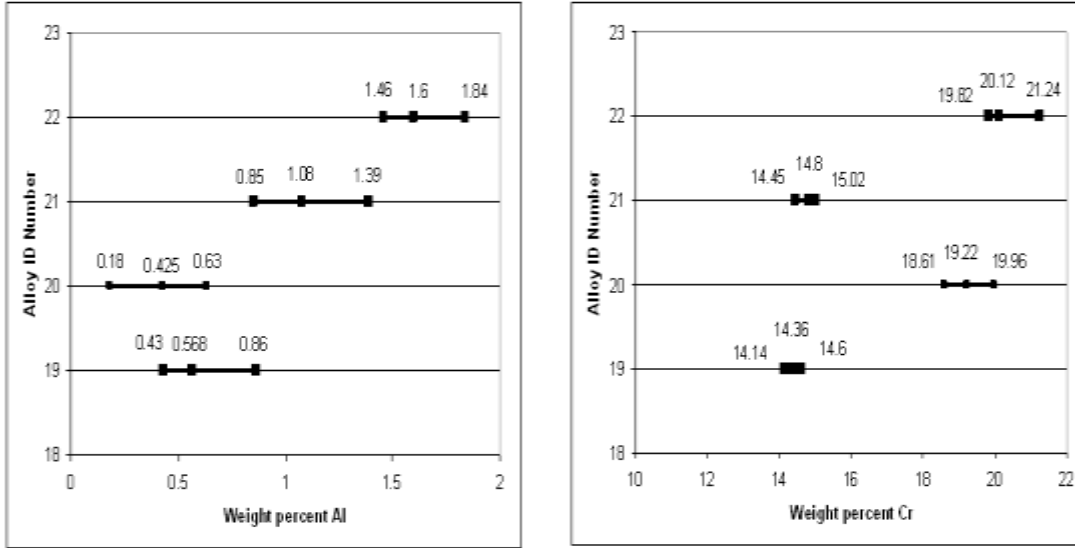 23
1.46 1.6 1.84
22
0.85 1.08 1.39
21
0.18 0.425 0.63
20
0.43 0.568 0.86
19
18
0 0.5 1 1.5 2
Weight percent Al
Alloy ID Number
23
19.82 20.12 21.24
22
14.45 14.8 15.02
21
18.61 19.22 19.96
20
14.14 14.36 14.6
19
18
10 12 14 16 18 20 22
Weight percent Cr
Alloy ID Number